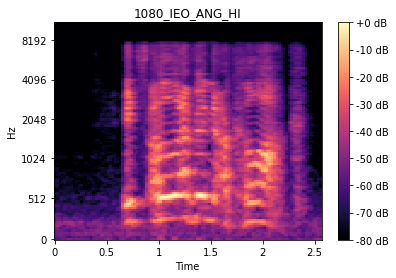 1080_IEO_ANG_HI
+0 dB
8192
-10 dB
4096
-20 dB
-30 dB
2048
Hz
-40 dB
1024
-50 dB
512
-60 dB
-70 dB
0
-80 dB
0 0.5 1 1.5 2 2.5
Time